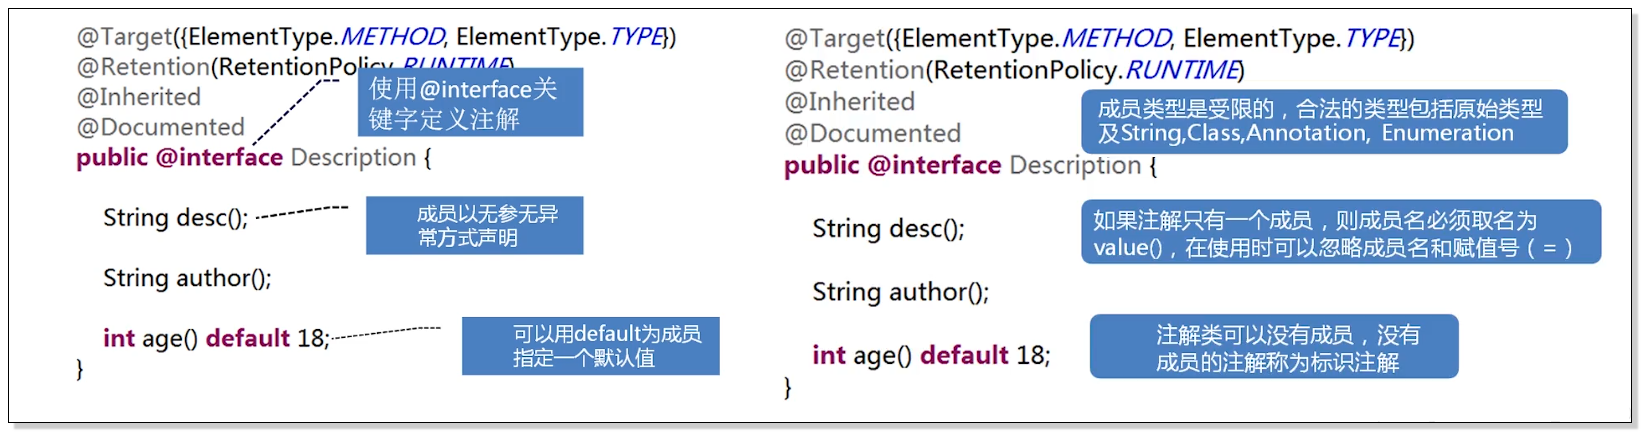 @Target({ElementType.METHOD, ElementType.TYPE})
@Retention(RetentionPolicy.RUNTIME)
使用@interface关
键字定义注解
@Inherited
@Documented
public @interface Description {
String desc();
成员以无参无异
常方式声明
String author();
int age() default 18;
可以用default为成员
指定一个默认值
}
@Target({ElementType.METHOD, ElementType.TYPE})
@Retention(RetentionPolicy.RUNTIME)
@Inherited
成员类型是受限的，合法的类型包括原始类型
及String,Class,Annotation, Enumeration
@Documented
public @interface Description {
String desc();
如果注解只有一个成员，则成员名必须取名为
value()，在使用时可以忽略成员名和赋值号（=）
String author();
注解类可以没有成员，没有
成员的注解称为标识注解
int age() default 18;
}